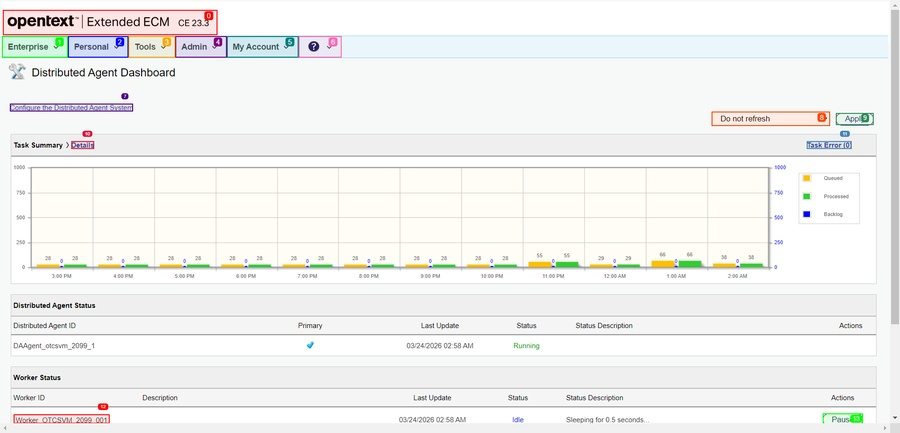 opentext™ | Extended ECM CE 23.3 0
Enterprise 1 Personal 2 Tools 3 Admin 4 My Account 5 ? 6
Distributed Agent Dashboard
7
Configure the Distributed Agent System
Do not refresh 8 Appl 9
10 11
Task Summary 〉 Details Task Error (0)
1000 1000
750 750
500 500
250 250
0 0
28 0 28 28 0 28 28 0 28 28 0 28 28 0 28 28 0 28 28 0 28 28 0 28 55 0 55 29 0 29 66 0 66 38 0 38
3:00 PM 4:00 PM 5:00 PM 6:00 PM 7:00 PM 8:00 PM 9:00 PM 10:00 PM 11:00 PM 12:00 AM 1:00 AM 2:00 AM
Queued
Processed
Backlog
Distributed Agent Status
Distributed Agent ID Primary Last Update Status Status Description Actions
DAAgent_otcsvm_2099_1 03/24/2026 02:58 AM Running
Worker Status
Worker ID Description Last Update Status Status Description Actions
Worker_OTCSVM_2099_001 03/24/2026 02:58 AM Idle Sleeping for 0.5 seconds... Paus 13